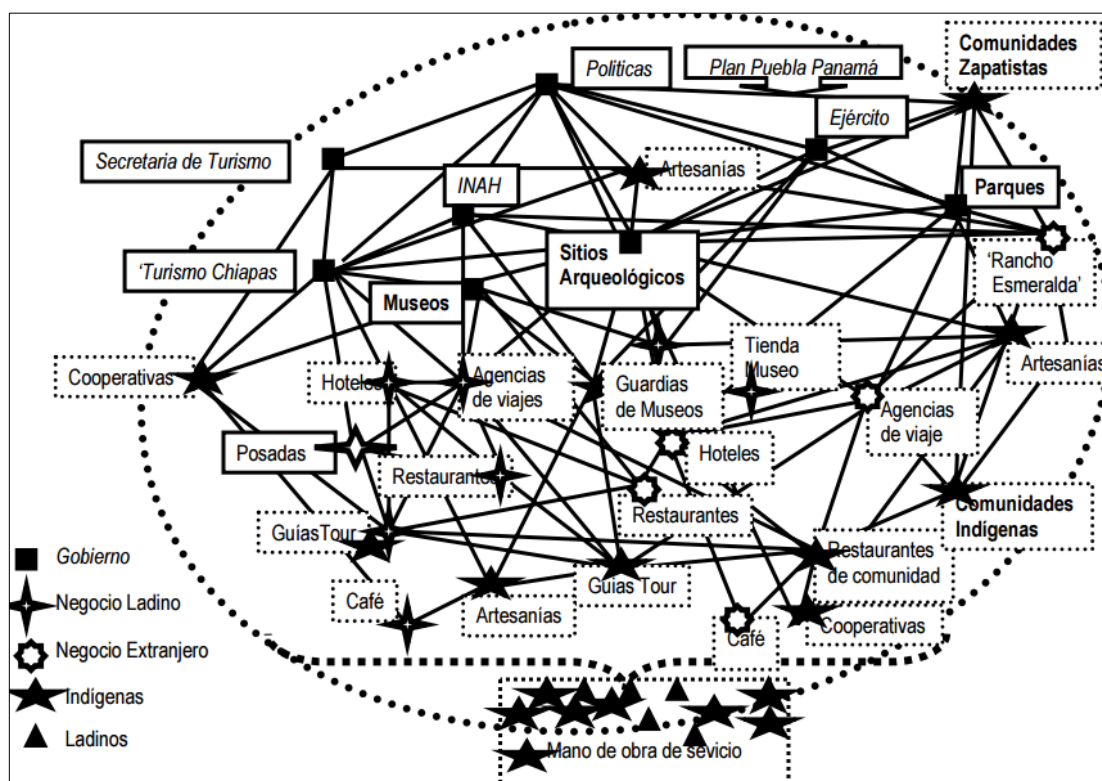 Comunidades
Zapatistas
Políticas
Plan Puebla Panamá
Ejército
Secretaria de Turismo
INAH
Artesanías
Parques
Sitios
Arqueológicos
'Turismo Chiapas
'Rancho
Esmeralda'
Museos
Tienda
Museo
Artesanías
Cooperativas
Hoteles
Agencias
de viajes
Guardias
de Museos
Agencias
de viaje
Posadas
Restaurantes
Hoteles
Restaurantes
Comunidades
Indígenas
GuíasTour
Restaurantes
de comunidad
Guías Tour
Café
Artesanías
Café
Cooperativas
Gobierno
Negocio Ladino
Negocio Extranjero
Indígenas
Ladinos
Mano de obra de sevicio